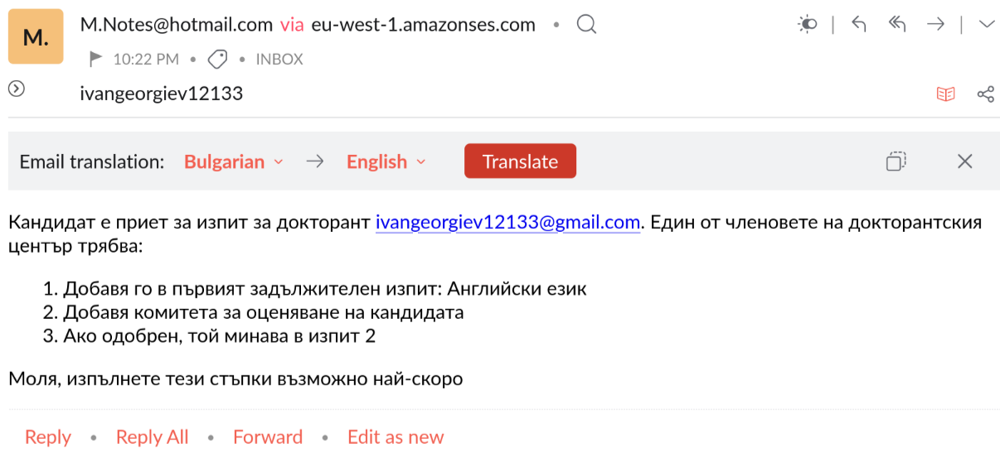 M.
M.Notes@hotmail.com via eu-west-1.amazonses.com
10:22 PM • INBOX
ivangeorgiev12133
Email translation: Bulgarian → English Translate
Кандидат е приет за изпит за докторант ivangeorgiev12133@gmail.com. Един от членовете на докторантския
център трябва:
1. Добавя го в първият задължителен изпит: Английски език
2. Добавя комитета за оценяване на кандидата
3. Ако одобрен, той минава в изпит 2
Моля, изпълнете тези стъпки възможно най-скоро
Reply • Reply All • Forward • Edit as new